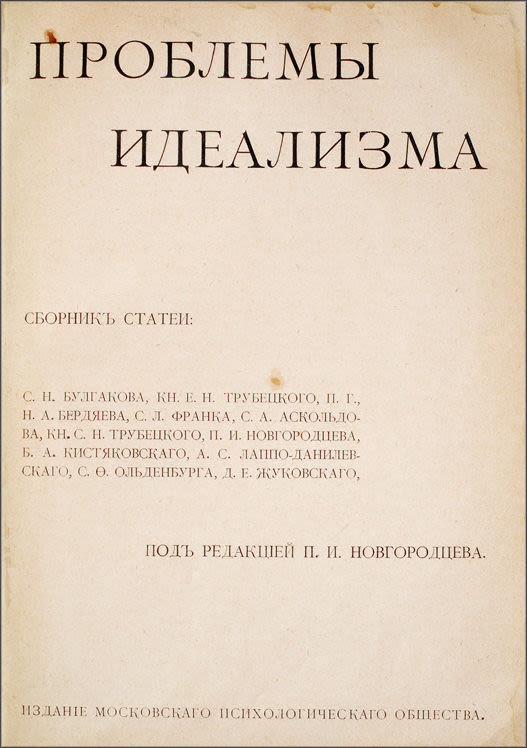 ПРОБЛЕМЫ
ИДЕАЛИЗМА
СБОРНИКЪ СТАТЕИ:
С. Н. БУЛГАКОВА, КН. Е. Н. ТРУБЕЦКОГО, П. Г.,
Н. А. БЕРДЯЕВА, С. Л. ФРАНКА, С. А. АСКОЛЬДО-
ВА, КН. С. Н. ТРУБЕЦКОГО, П. И. НОВГОРОДЦЕВА,
Б. А. КИСТЯКОВСКАГО, А. С. ЛАППО-ДАНИЛЕВ-
СКАГО, С. Ѳ. ОЛЬДЕНБУРГА, Д. Е. ЖУКОВСКАГО,
ПОДЪ РЕДАКЦІЕЙ П. И. НОВГОРОДЦЕВА.
ИЗДАНІЕ МОСКОВСКАГО ПСИХОЛОГИЧЕСКАГО ОБЩЕСТВА.